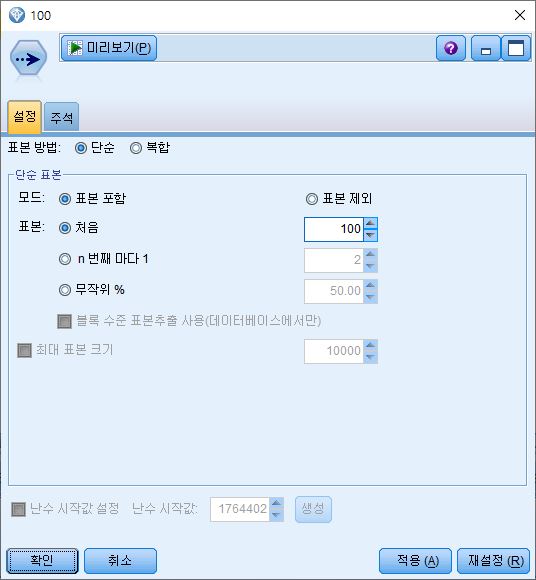 100
미리보기(P)
설정 주석
표본 방법: 단순 복합
단순 표본
모드: 표본 포함 표본 제외
표본: 처음 100
n 번째 마다 1 2
무작위 % 50.00
블록 수준 표본추출 사용(데이터베이스에서만)
최대 표본 크기 10000
난수 시작값 설정 난수 시작값: 1764402 생성
확인 취소 적용 (A) 재설정 (R)